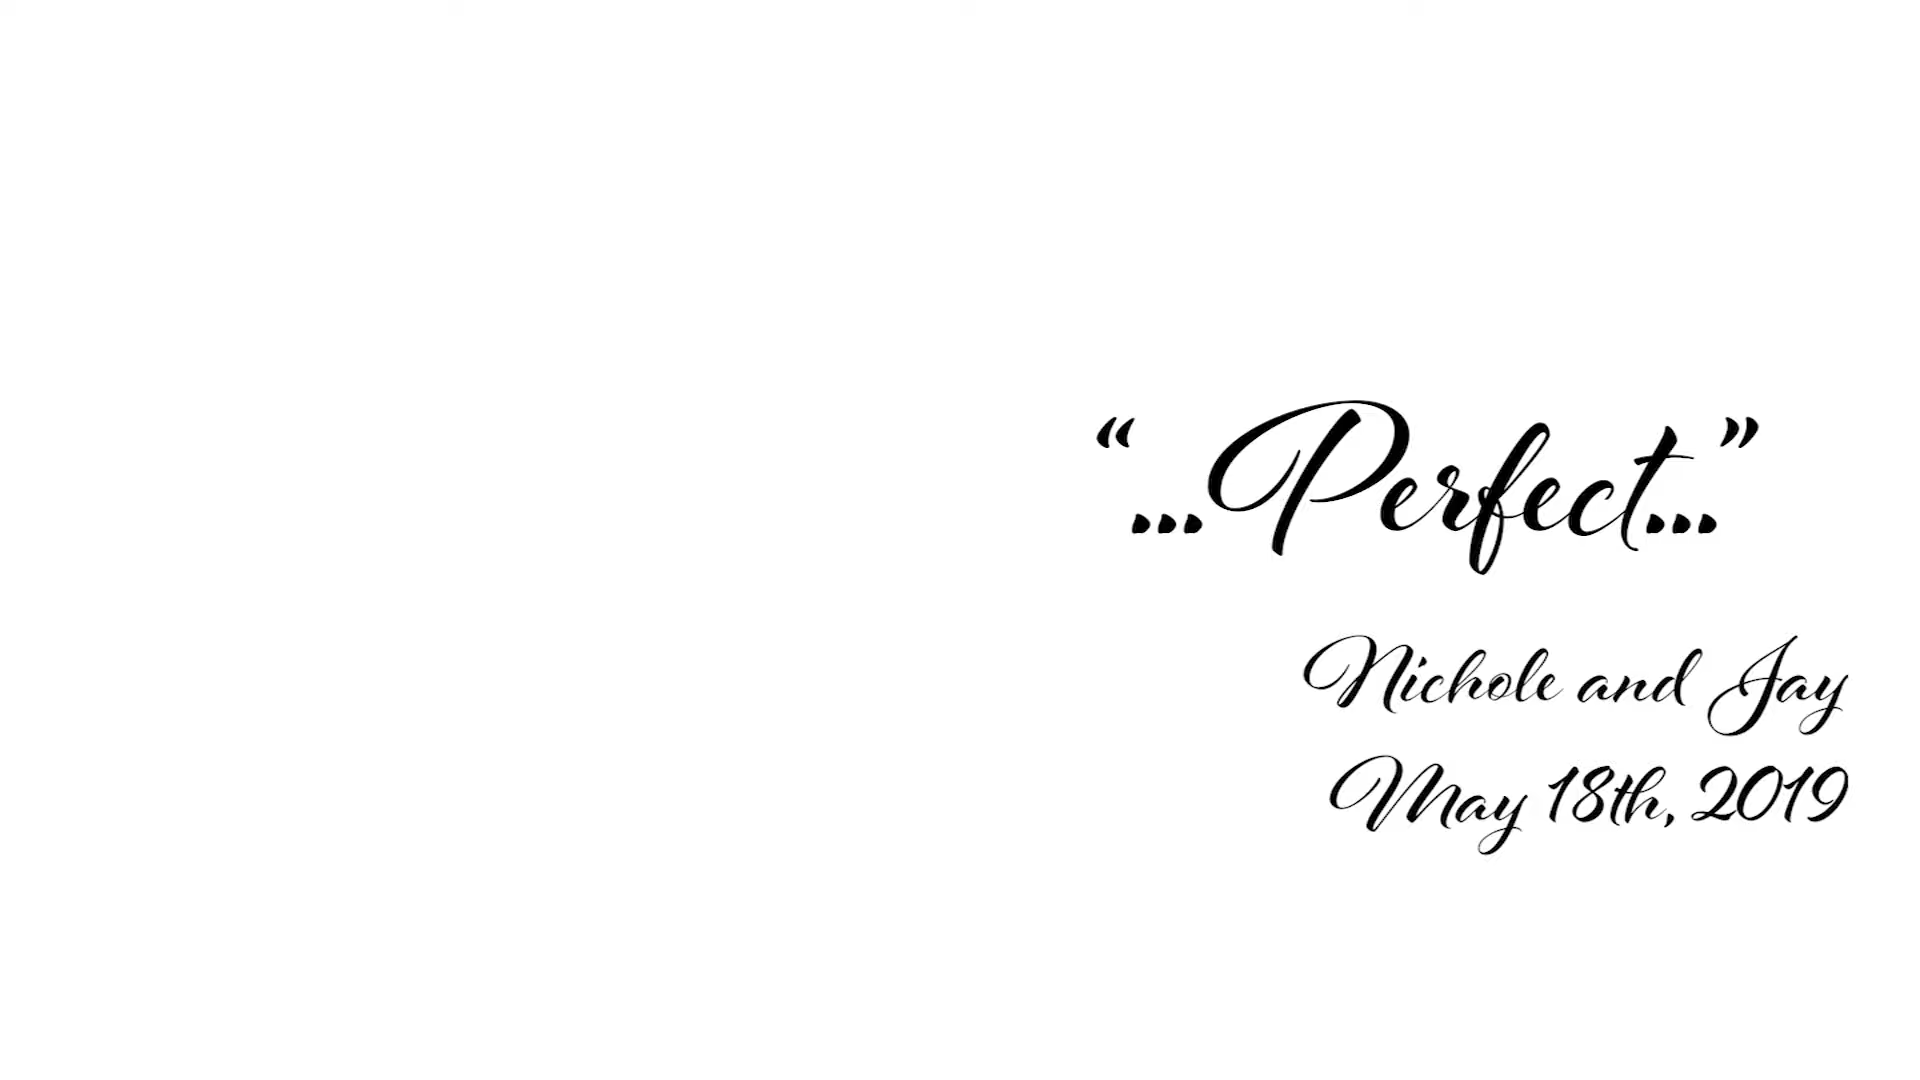 “...Perfect...”
Nichole and Jay
May 18th, 2019